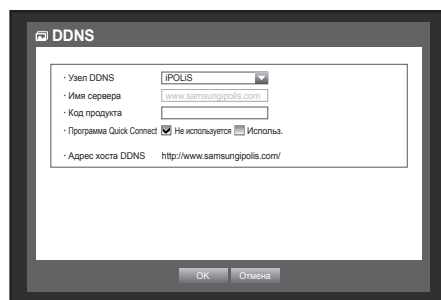 DDNS
· Узел DDNS iPOLiS
· Имя сервера www.samsungipolis.com
· Код продукта
· Программа Quick Connect Не используется Использ.
· Адрес хоста DDNS http://www.samsungipolis.com/
OK Отмена